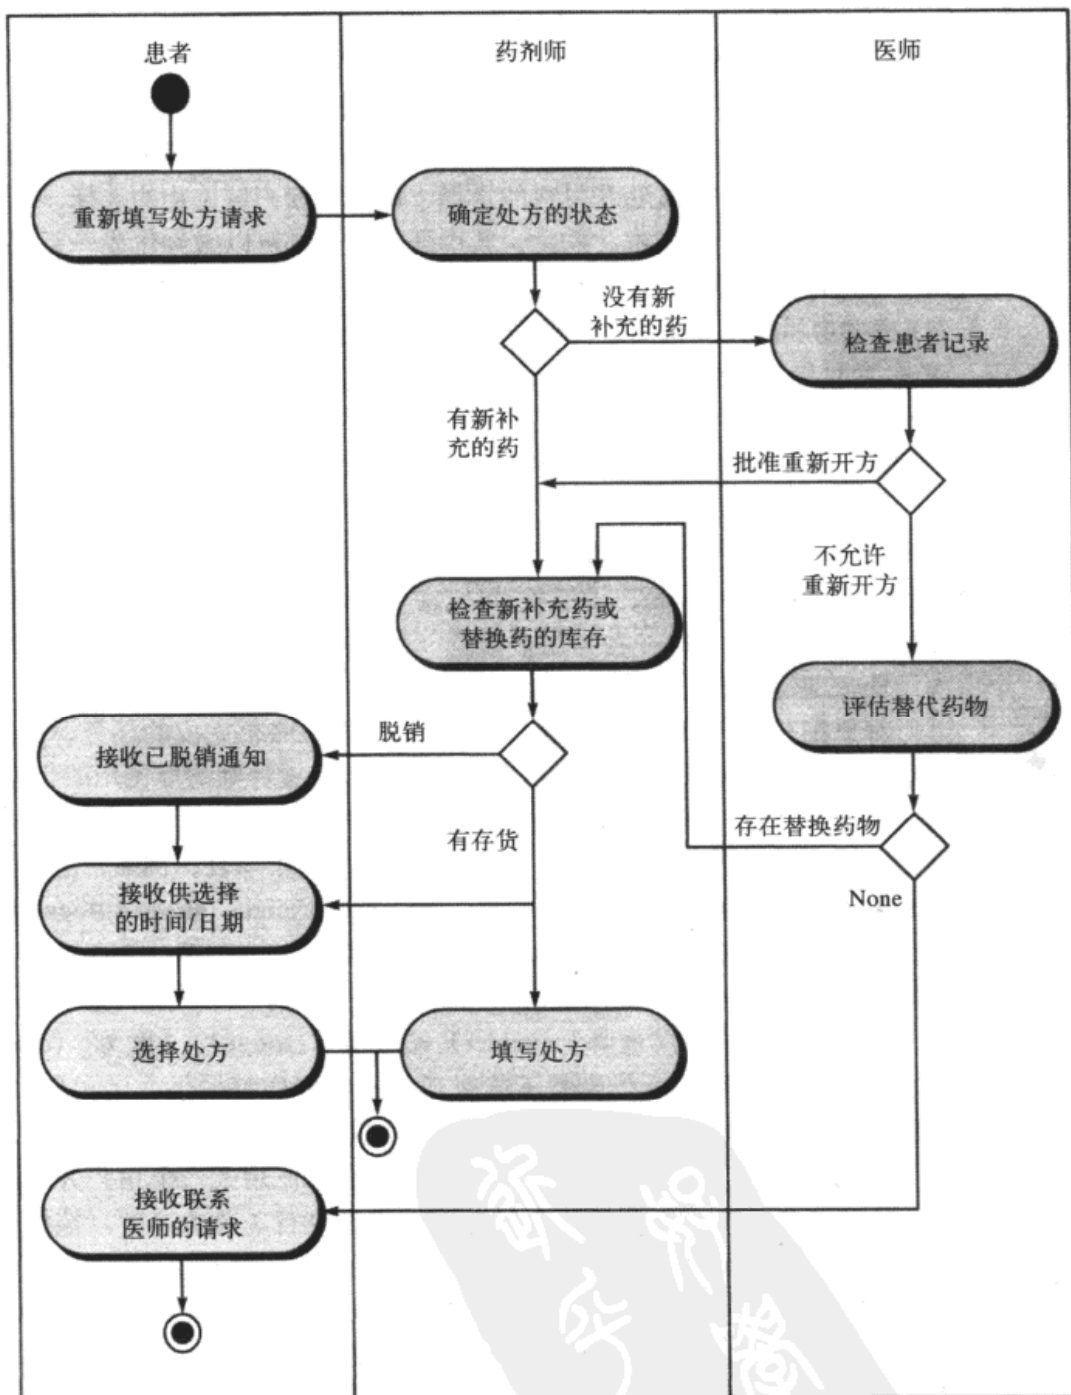 患者
药剂师
医师
重新填写处方请求
确定处方的状态
没有新
补充的药
检查患者记录
有新补
充的药
批准重新开方
不允许
重新开方
检查新补充药或
替换药的库存
评估替代药物
脱销
接收已脱销通知
有存货
存在替换药物
接收供选择
的时间/日期
None
选择处方
填写处方
接收联系
医师的请求